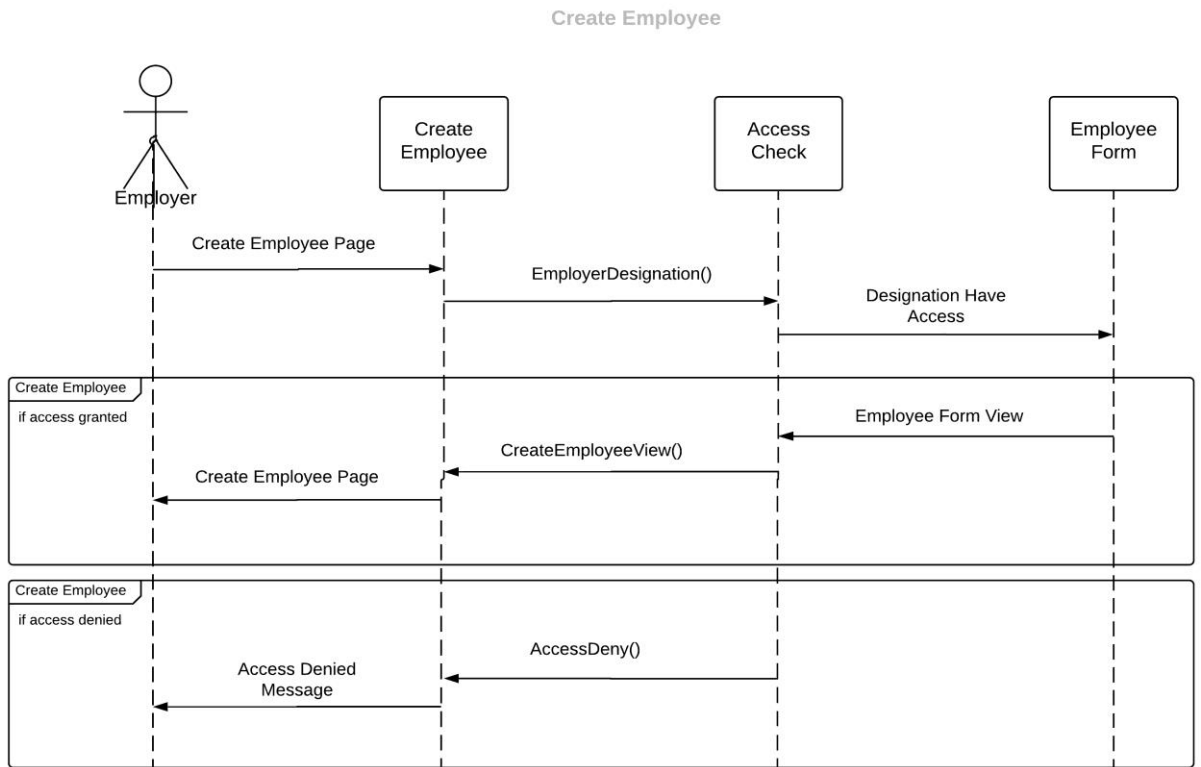 Create Employee
Create
Employee
Access
Check
Employee
Form
Employer
Create Employee Page
EmployerDesignation()
Designation Have
Access
Create Employee
if access granted
Employee Form View
CreateEmployeeView()
Create Employee Page
Create Employee
if access denied
AccessDeny()
Access Denied
Message